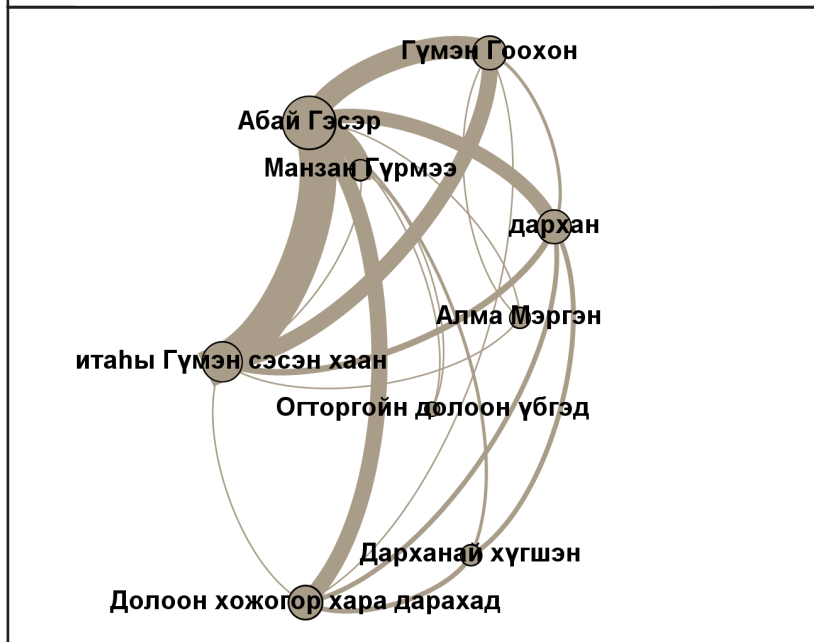 Гүмэн Гоохон
Абай Гэсэр
Манзан Гүрмээ
дархан
Алма Мэргэн
итаһы Гүмэн сэсэн хаан
Огторгойн долоон үбгэд
Дарханай хүгшэн
Долоон хожогор хара дарахад